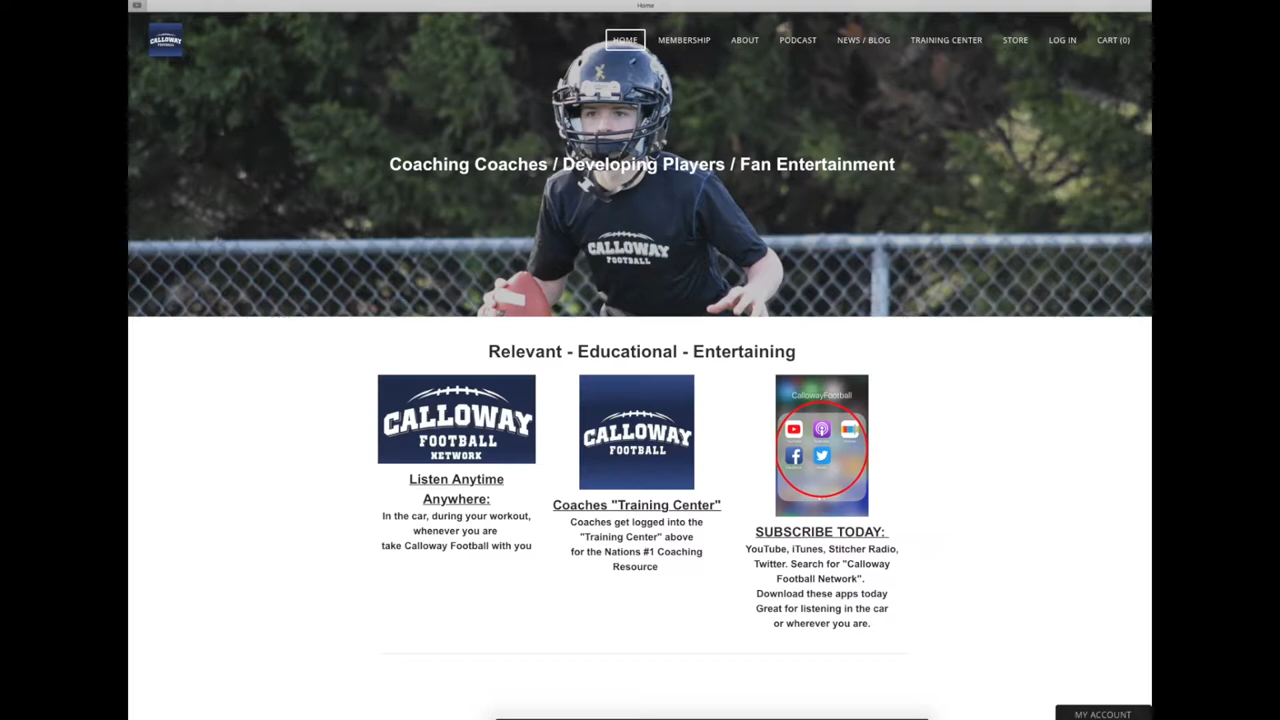 Home
CALLOWAY
FOOTBALL
HOME MEMBERSHIP ABOUT PODCAST NEWS / BLOG TRAINING CENTER STORE LOG IN CART (0)
Coaching Coaches / Developing Players / Fan Entertainment
CALLOWAY
FOOTBALL
Relevant - Educational - Entertaining
CALLOWAY
FOOTBALL
NETWORK
Listen Anytime
Anywhere:
In the car, during your workout,
whenever you are
take Calloway Football with you
CALLOWAY
FOOTBALL
Coaches "Training Center"
Coaches get logged into the
"Training Center" above
for the Nations #1 Coaching
Resource
CallowayFootball
SUBSCRIBE TODAY:
YouTube, iTunes, Stitcher Radio,
Twitter. Search for "Calloway
Football Network".
Download these apps today
Great for listening in the car
or wherever you are.
MY ACCOUNT